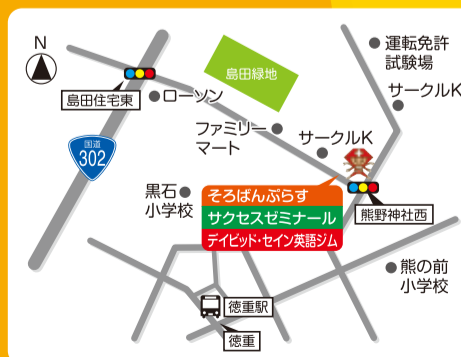 N
島田緑地
運転免許
試験場
サークルK
島田住宅東
ローソン
ファミリー
マート
サークルK
国道
302
黒石
小学校
そろばんぷらす
サクセスゼミナール
デイビッド・セイン英語ジム
熊野神社西
熊の前
小学校
徳重駅
徳重